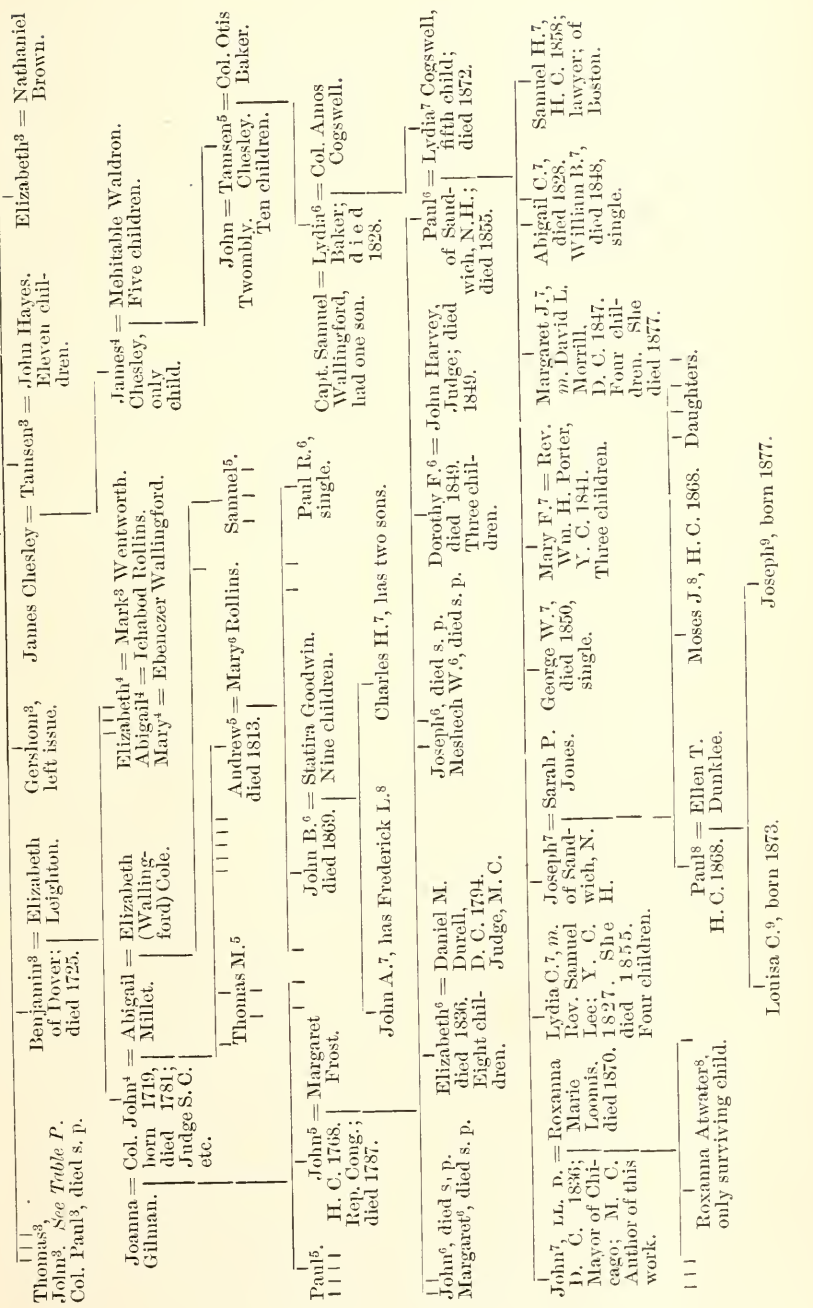 Thomas³,
John³. See Table P.
Col. Paul³, died s. p.
Benjamin³ = Elizabeth
of Dover; Leighton.
died 1725.
Gershom³,
left issue.
James Chesley = Tamsen³ = John Hayes.
Eleven chil-
dren.
Elizabeth³ = Nathaniel
Brown.
Joanna = Col. John⁴ = Abigail = Elizabeth
Gilman. born 1719, Millet. (Walling-
died 1781; ford) Cole.
Judge S. C.
etc.
Elizabeth⁴ = Mark³ Wentworth.
Abigail⁴ = Ichabod Rollins.
Mary⁴ = Ebenezer Wallingford.
James⁴ = Mehitable Waldron.
Chesley, Five children.
only
child.
Thomas M.⁵
Andrew⁵ = Mary⁶ Rollins.
died 1813.
Samuel⁵.
John = Tamsen⁵ = Col. Otis
Twombly. Chesley. Baker.
Ten children.
Paul⁵.
John⁵ = Margaret
H. C. 1768. Frost.
Rep. Cong.;
died 1787.
John B.⁶ = Statira Goodwin.
died 1869. Nine children.
Paul R.⁶,
single.
Capt. Samuel = Lydia⁶ = Col. Amos
Wallingford, Baker; Cogswell.
had one son. died
1828.
John A.⁷, has Frederick L.⁸
Charles H.⁷, has two sons.
John⁶, died s. p.
Margaret⁶, died s. p.
Elizabeth⁶ = Daniel M.
died 1836. Durell,
Eight chil- D. C. 1794.
dren. Judge, M. C.
Joseph⁶, died s. p.
Meshech W.⁶, died s. p.
Dorothy F.⁶ = John Harvey,
died 1849. Judge; died
Three chil- 1849.
dren.
Paul⁶ = Lydia⁷ Cogswell,
of Sand- fifth child;
wich, N.H.; died 1872.
died 1855.
John⁷, LL. D. = Roxanna
D. C. 1836; Marie
Mayor of Chi- Loomis.
cago; M. C. died 1870.
Author of this
work.
Lydia C.⁷, m.
Rev. Samuel
Lee; Y. C.
1827. She
died 1855.
Four children.
Joseph⁷ = Sarah P.
of Sand- Jones.
wich, N.
H.
George W.⁷,
died 1850,
single.
Mary F.⁷ = Rev.
Wm. H. Porter,
Y. C. 1841.
Three children.
Margaret J.⁷,
m. David L.
Morrill,
D. C. 1847.
Four chil-
dren. She
died 1877.
Abigail C.⁷,
died 1828.
William B.⁷,
died 1848,
single.
Samuel H.⁷,
H. C. 1858;
lawyer; of
Boston.
Roxanna Atwater⁸,
only surviving child.
Paul⁸ = Ellen T.
H. C. 1868. Dunklee.
Moses J.⁸, H. C. 1868.
Daughters.
Louisa C.⁹, born 1873.
Joseph⁹, born 1877.